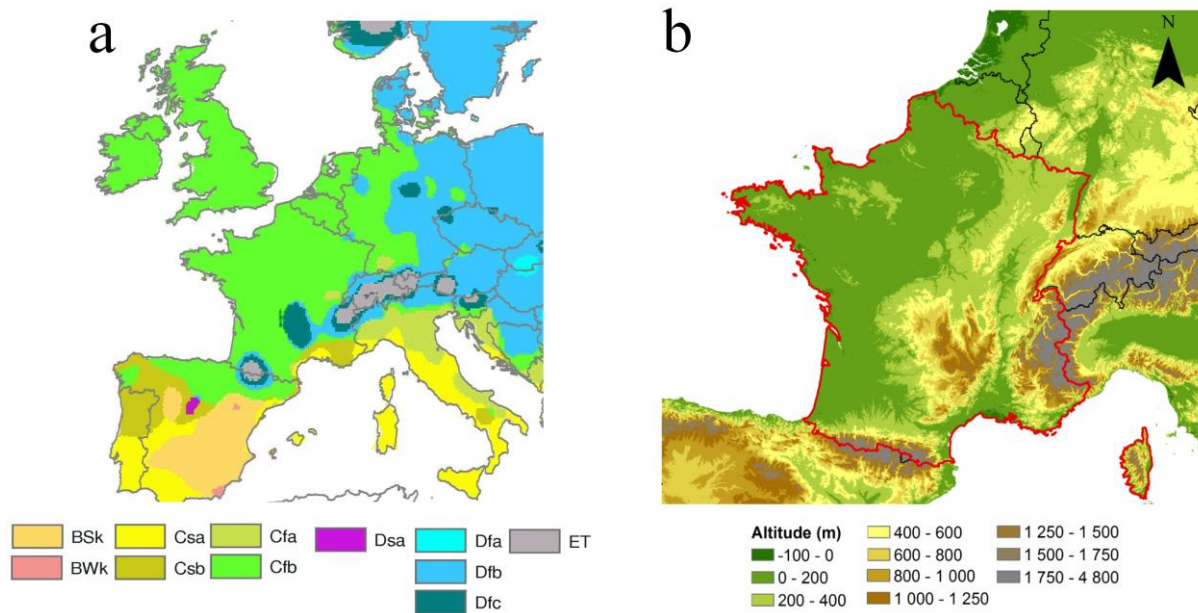 a
b
N
BSk Csa Cfa Dsa Dfa ET
BWk Csb Cfb Dfb
Dfc
Altitude (m)
-100 - 0
0 - 200
200 - 400
400 - 600
600 - 800
800 - 1 000
1 000 - 1 250
1 250 - 1 500
1 500 - 1 750
1 750 - 4 800